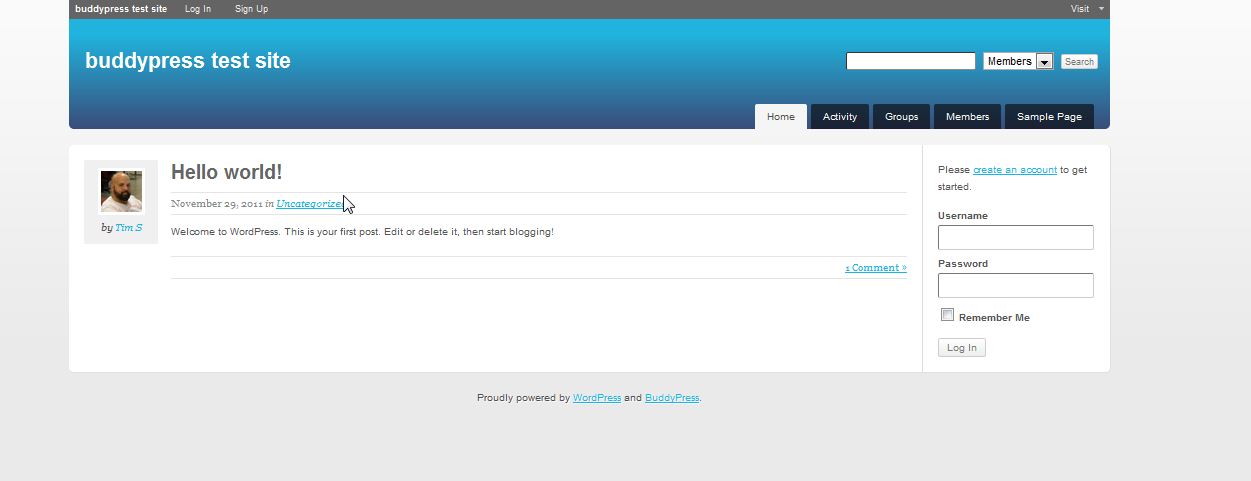 buddypress test site Log In Sign Up Visit
buddypress test site
Members Search
Home Activity Groups Members Sample Page
Hello world!
November 29, 2011 in Uncategorized
by Tim S
Welcome to WordPress. This is your first post. Edit or delete it, then start blogging!
1 Comment »
Please create an account to get
started.
Username
Password
Remember Me
Log In
Proudly powered by WordPress and BuddyPress.